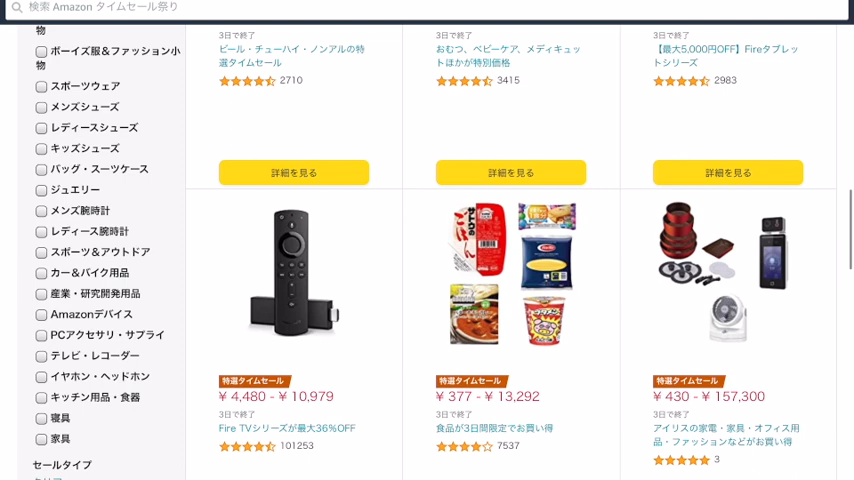 検索 Amazon タイムセール祭り
物
ボーイズ服＆ファッション小
物
スポーツウェア
メンズシューズ
レディースシューズ
キッズシューズ
バッグ・スーツケース
ジュエリー
メンズ腕時計
レディース腕時計
スポーツ＆アウトドア
カー＆バイク用品
産業・研究開発用品
Amazonデバイス
PCアクセサリ・サプライ
テレビ・レコーダー
イヤホン・ヘッドホン
キッチン用品・食器
寝具
家具
セールタイプ
3日で終了
ビール・チューハイ・ノンアルの特
選タイムセール
2710
詳細を見る
3日で終了
おむつ、ベビーケア、メディキュッ
トほかが特別価格
3415
詳細を見る
3日で終了
【最大5,000円OFF】Fireタブレッ
トシリーズ
2983
詳細を見る
特選タイムセール
¥ 4,480 - ¥ 10,979
3日で終了
Fire TVシリーズが最大36%OFF
101253
特選タイムセール
¥ 377 - ¥ 13,292
3日で終了
食品が3日間限定でお買い得
7537
特選タイムセール
¥ 430 - ¥ 157,300
3日で終了
アイリスの家電・家具・オフィス用
品・ファッションなどがお買い得
3